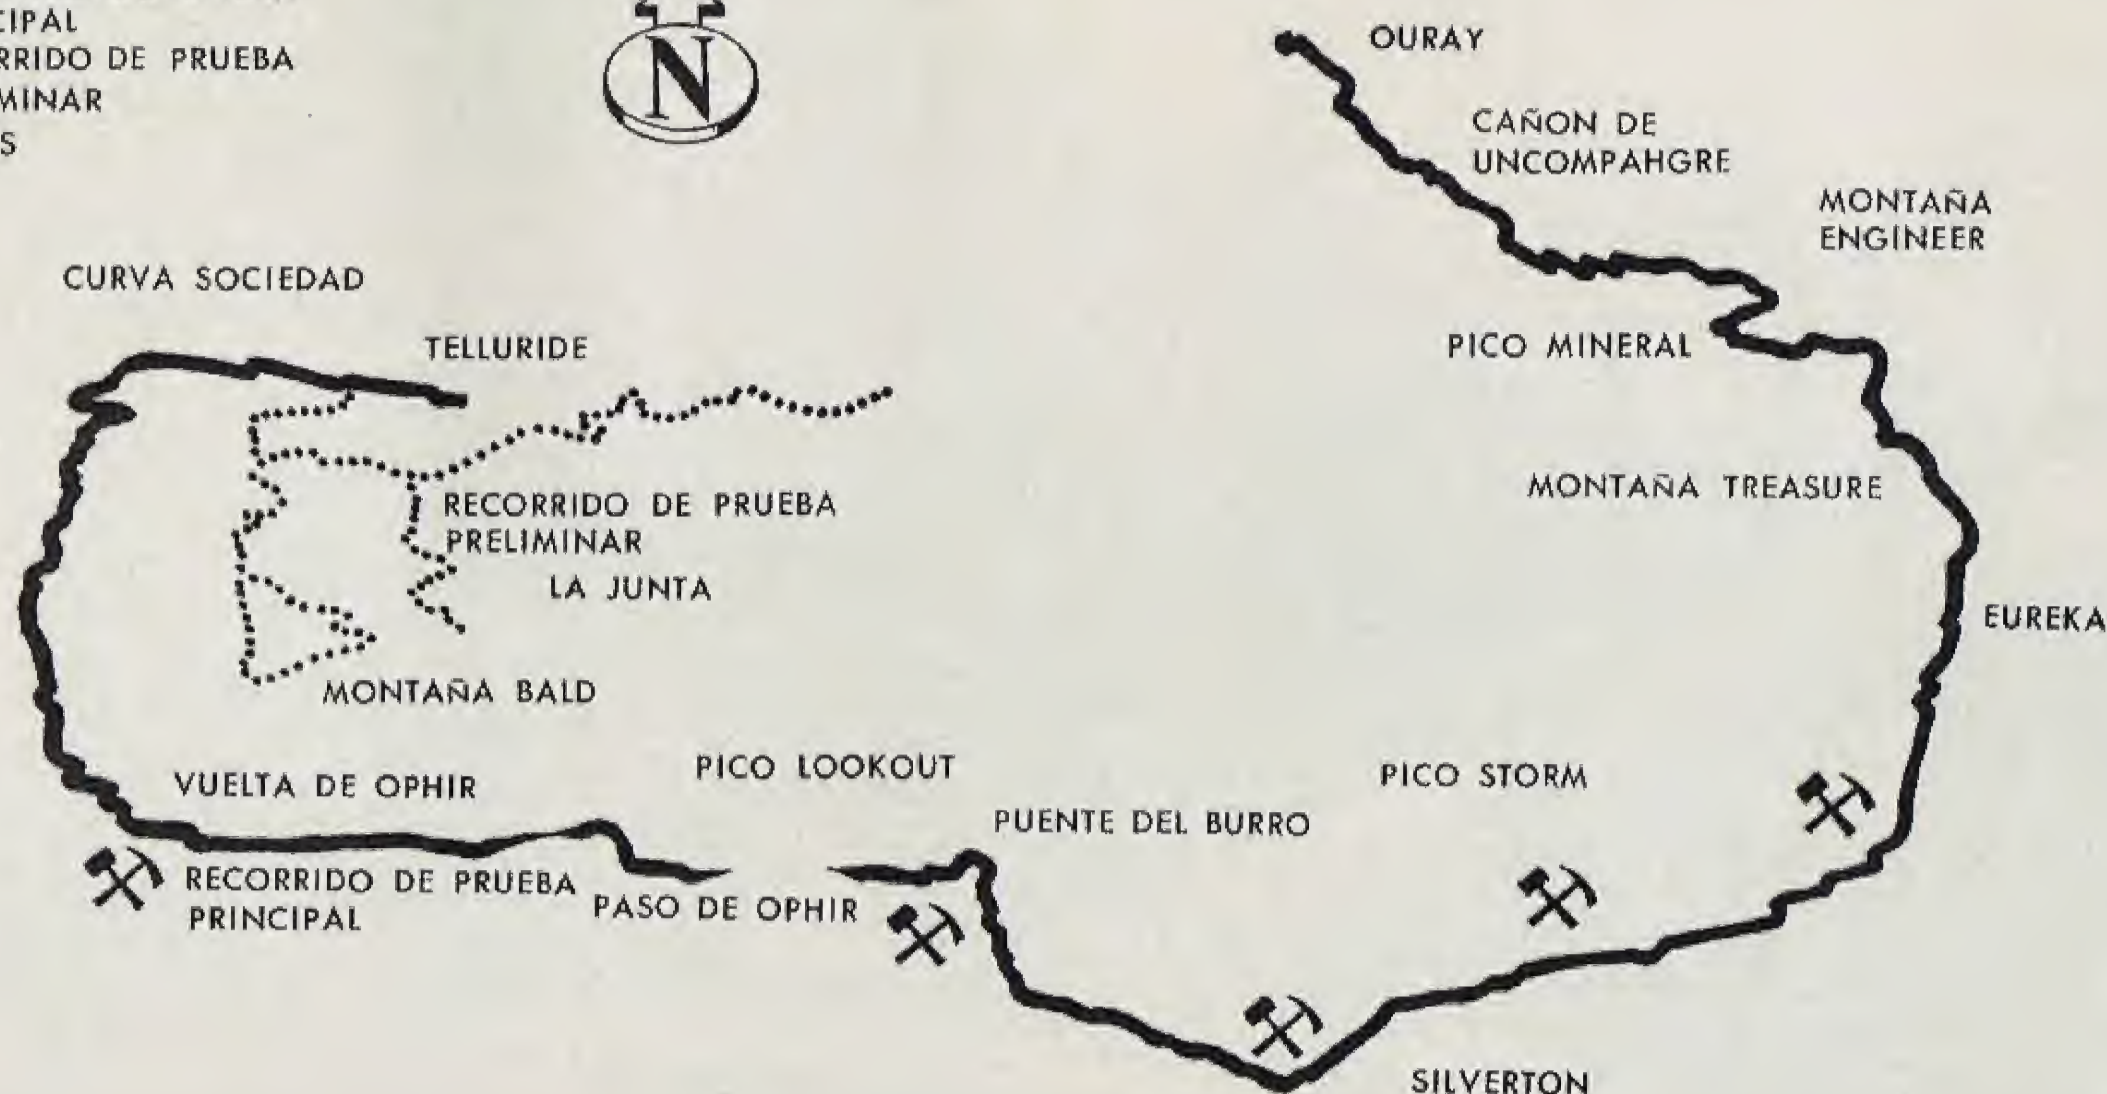 RRIDO DE PRUEBA
N
OURAY
CAÑON DE
UNCOMPAHGRE
MONTAÑA
ENGINEER
CURVA SOCIEDAD
TELLURIDE
PICO MINERAL
MONTAÑA TREASURE
RECORRIDO DE PRUEBA
PRELIMINAR
LA JUNTA
EUREKA
MONTAÑA BALD
VUELTA DE OPHIR
PICO LOOKOUT
PICO STORM
PUENTE DEL BURRO
RECORRIDO DE PRUEBA
PRINCIPAL
PASO DE OPHIR
SILVERTON